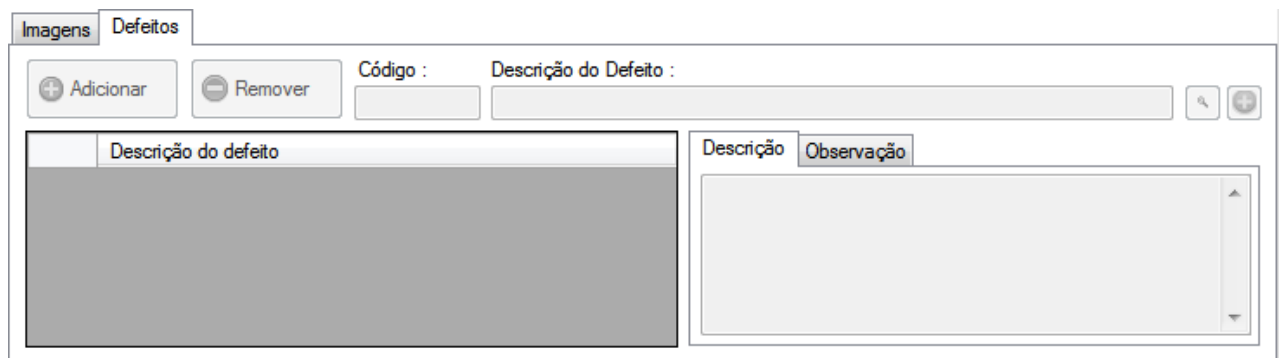 Imagens Defeitos
Adicionar Remover Código : Descrição do Defeito :
Descrição do defeito
Descrição Observação